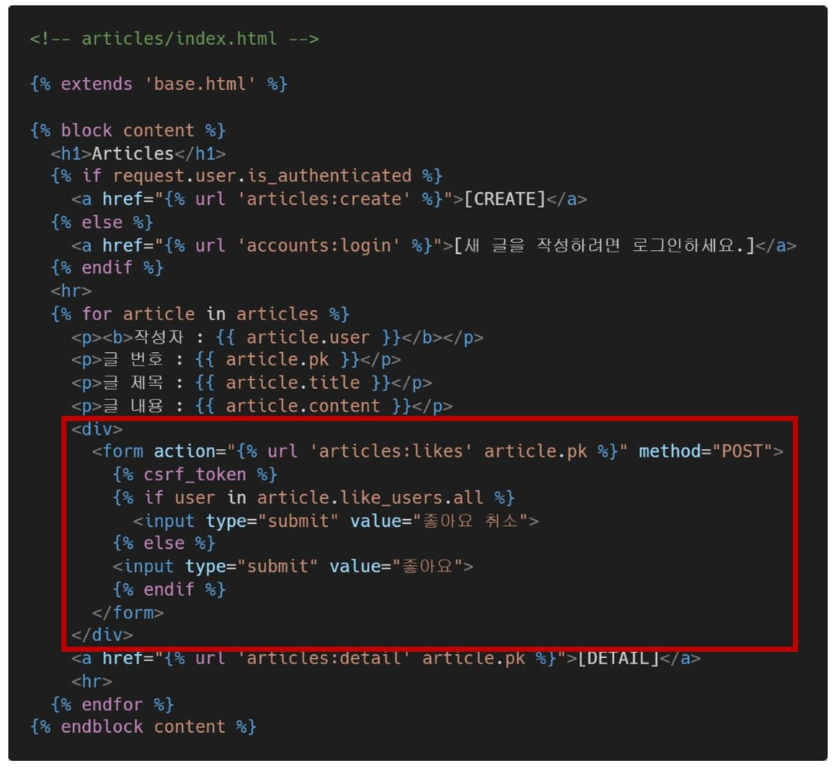 <!-- articles/index.html -->
{% extends 'base.html' %}
{% block content %}
<h1>Articles</h1>
{% if request.user.is_authenticated %}
<a href="{% url 'articles:create' %}">[CREATE]</a>
{% else %}
<a href="{% url 'accounts:login' %}">[새 글을 작성하려면 로그인하세요.]</a>
{% endif %}
<hr>
{% for article in articles %}
<p><b>작성자 : {{ article.user }}</b></p>
<p>글 번호 : {{ article.pk }}</p>
<p>글 제목 : {{ article.title }}</p>
<p>글 내용 : {{ article.content }}</p>
<div>
<form action="{% url 'articles:likes' article.pk %}" method="POST">
{% csrf_token %}
{% if user in article.like_users.all %}
<input type="submit" value="좋아요 취소">
{% else %}
<input type="submit" value="좋아요">
{% endif %}
</form>
</div>
<a href="{% url 'articles:detail' article.pk %}">[DETAIL]</a>
<hr>
{% endfor %}
{% endblock content %}